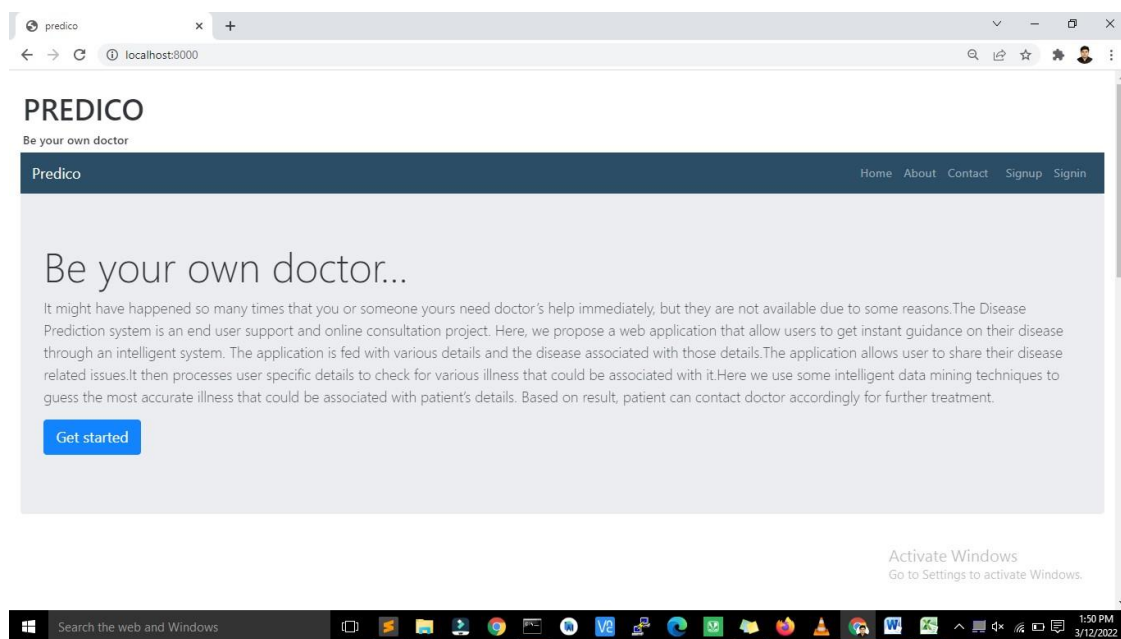 predico
localhost:8000
PREDICO
Be your own doctor
Predico
Home About Contact Signup Signin
Be your own doctor...
It might have happened so many times that you or someone yours need doctor's help immediately, but they are not available due to some reasons.The Disease
Prediction system is an end user support and online consultation project. Here, we propose a web application that allow users to get instant guidance on their disease
through an intelligent system. The application is fed with various details and the disease associated with those details.The application allows user to share their disease
related issues.It then processes user specific details to check for various illness that could be associated with it.Here we use some intelligent data mining techniques to
guess the most accurate illness that could be associated with patient's details. Based on result, patient can contact doctor accordingly for further treatment.
Get started
Activate Windows
Go to Settings to activate Windows.
Search the web and Windows
1:50 PM
3/12/2022